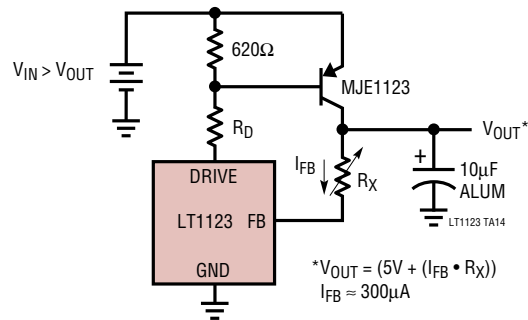 620Ω
V_IN > V_OUT
MJE1123
R_D
V_OUT*
I_FB
R_X
+
10μF
ALUM
DRIVE
LT1123 FB
GND
LT1123 TA14
*V_OUT = (5V + (I_FB • R_X))
I_FB ≈ 300μA